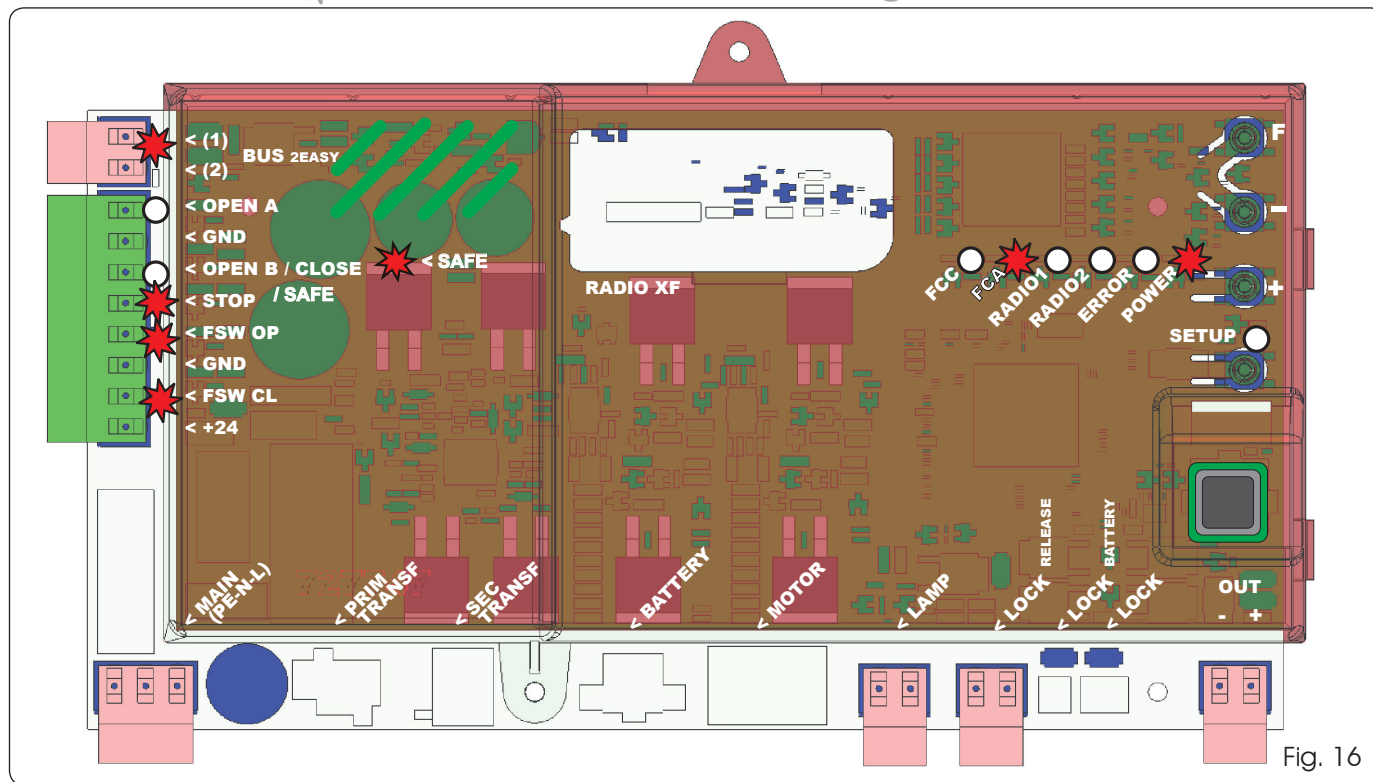 < (1)
BUS 2EASY
< (2)
< OPEN A
< GND
< OPEN B / CLOSE
/ SAFE
< STOP
< FSW OP
< GND
< FSW CL
< +24
< SAFE
RADIO XF
FCC
FCA
RADIO1
RADIO2
ERROR
POWER
F
-
+
SETUP
< MAIN
(PE-N-L)
< PRIM
TRANSF
< SEC
TRANSF
< BATTERY
< MOTOR
< LAMP
< LOCK
RELEASE
< LOCK
BATTERY
< LOCK
OUT
- +
Fig. 16